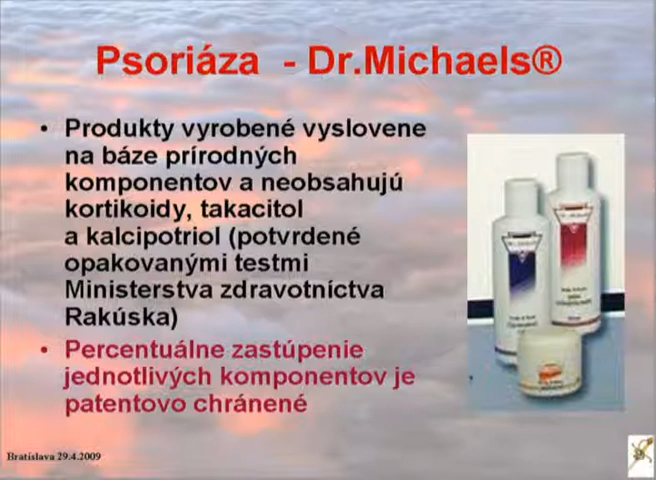 Psoriáza - Dr.Michaels®
• Produkty vyrobené vyslovene
na báze prírodných
komponentov a neobsahujú
kortikoidy, takacitol
a kalcipotriol (potvrdené
opakovanými testmi
Ministerstva zdravotníctva
Rakúska)
• Percentuálne zastúpenie
jednotlivých komponentov je
patentovo chránené
Bratislava 29.4.2009